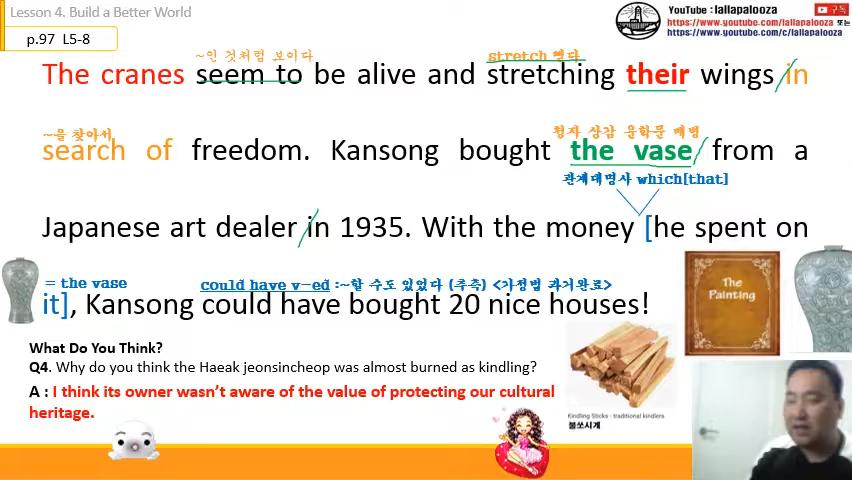 Lesson 4. Build a Better World
YouTube : lallapalooza 구독
https://www.youtube.com/lallapalooza 또는
https://www.youtube.com/c/lallapalooza
p.97 L5-8
~인 것처럼 보이다 stretch 뻗다
The cranes seem to be alive and stretching their wings in
~을 찾아서 청자 상감 운학문 매병
search of freedom. Kansong bought the vase from a
관계대명사 which[that]
Japanese art dealer in 1935. With the money [he spent on
= the vase could have v-ed :~할 수도 있었다 (추측) <가정법 과거완료>
it], Kansong could have bought 20 nice houses!
The
Painting
What Do You Think?
Q4. Why do you think the Haeak jeonsincheop was almost burned as kindling?
A : I think its owner wasn't aware of the value of protecting our cultural
heritage.
Kindling Sticks - traditional kindlers
불쏘시개